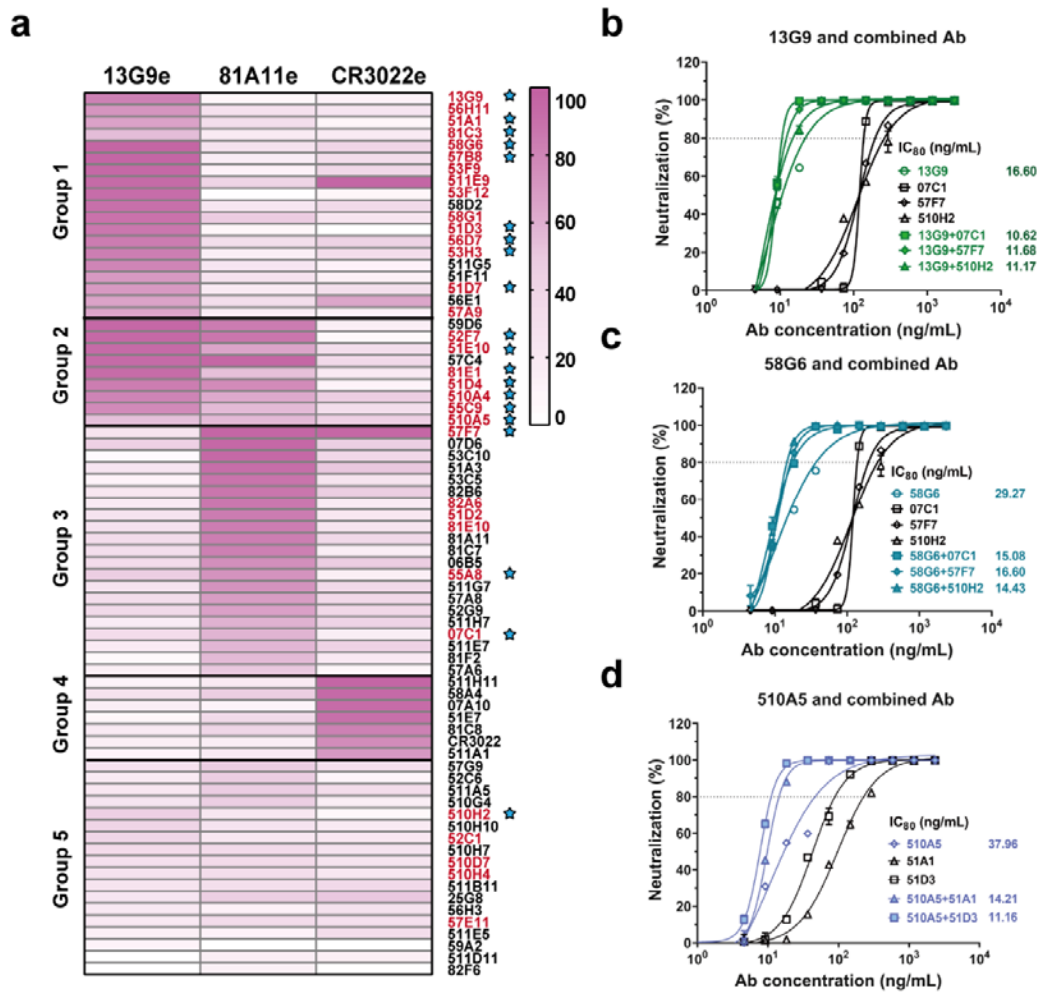 a
13G9e 81A11e CR3022e
Group 1
13G9
56H11
51A1
81C3
58G6
57B8
53F9
511E9
53F12
58D2
58G1
51D3
56D7
53H3
511G5
51F11
51D7
56E1
57A9
Group 2
59D6
52F7
51E10
57C4
81E1
51D4
510A4
55C9
510A5
Group 3
57F7
07D6
53C10
51A3
53C5
82B6
82A6
51D2
81E10
81A11
81C7
06B5
55A8
511G7
57A8
52G9
511H7
07C1
511E7
81F2
57A6
Group 4
511H11
58A4
07A10
51E7
81C8
CR3022
511A1
Group 5
57G9
52C6
511A5
510G4
510H2
510H10
52C1
510H7
510D7
510H4
511B11
25G8
56H3
57E11
511E5
59A2
511D11
82F6
100
80
60
40
20
0
b
13G9 and combined Ab
Neutralization (%)
120
100
80
60
40
20
0
IC80 (ng/mL)
13G9 16.60
07C1
57F7
510H2
13G9+07C1 10.62
13G9+57F7 11.68
13G9+510H2 11.17
10^0 10^1 10^2 10^3 10^4
Ab concentration (ng/mL)
c
58G6 and combined Ab
Neutralization (%)
120
100
80
60
40
20
0
IC80 (ng/mL)
58G6 29.27
07C1
57F7
510H2
58G6+07C1 15.08
58G6+57F7 16.60
58G6+510H2 14.43
10^0 10^1 10^2 10^3 10^4
Ab concentration (ng/mL)
d
510A5 and combined Ab
Neutralization (%)
120
100
80
60
40
20
0
IC80 (ng/mL)
510A5 37.96
51A1
51D3
510A5+51A1 14.21
510A5+51D3 11.16
10^0 10^1 10^2 10^3 10^4
Ab concentration (ng/mL)